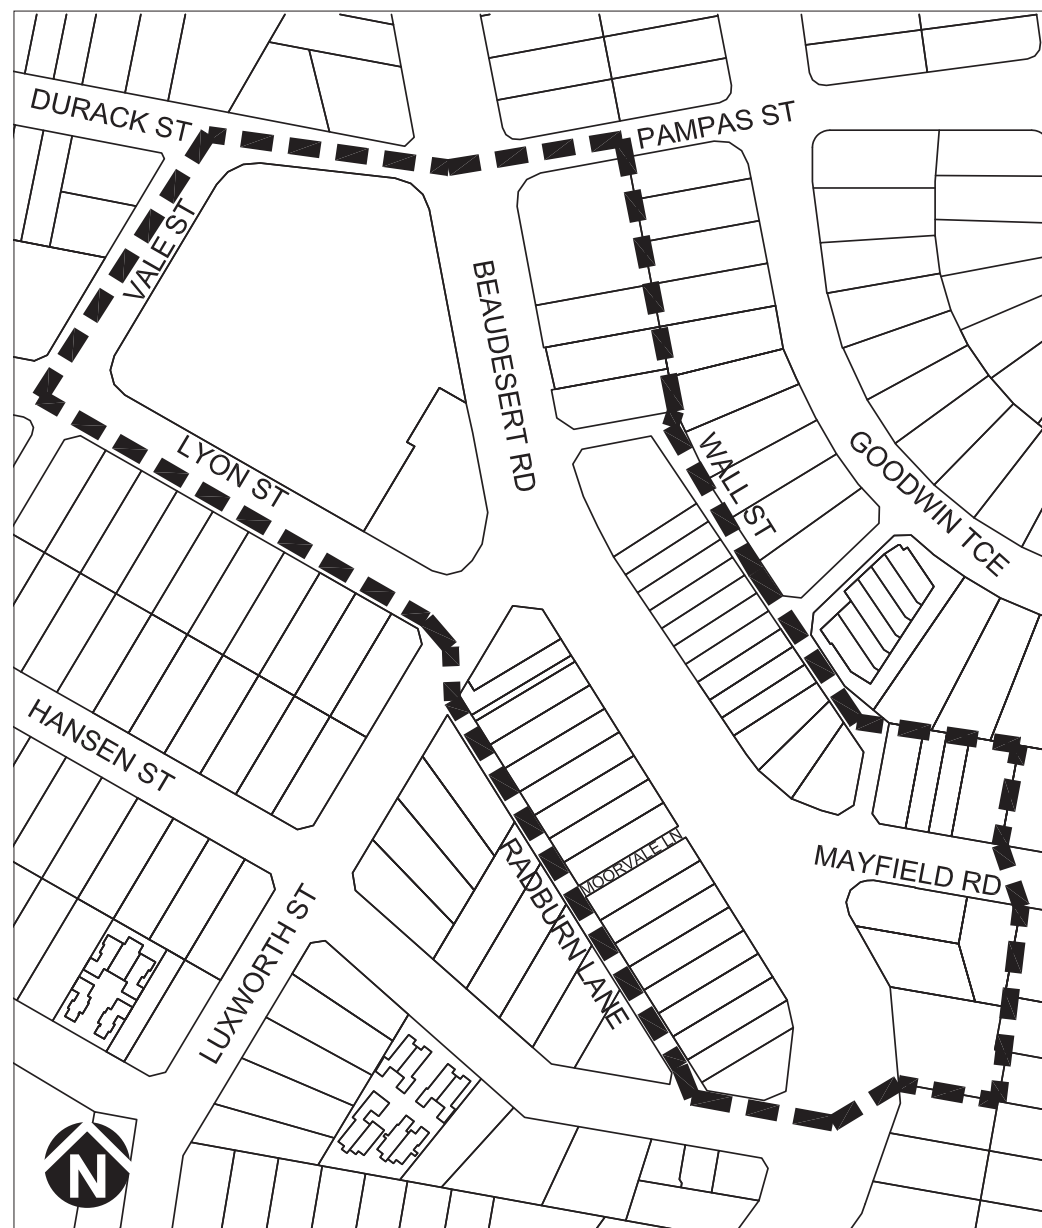 DURACK ST
PAMPAS ST
VALE ST
BEAUDESERT RD
LYON ST
WALL ST
GOODWIN TCE
HANSEN ST
MOORVALE LN
MAYFIELD RD
RADBURN LANE
LUXWORTH ST
N